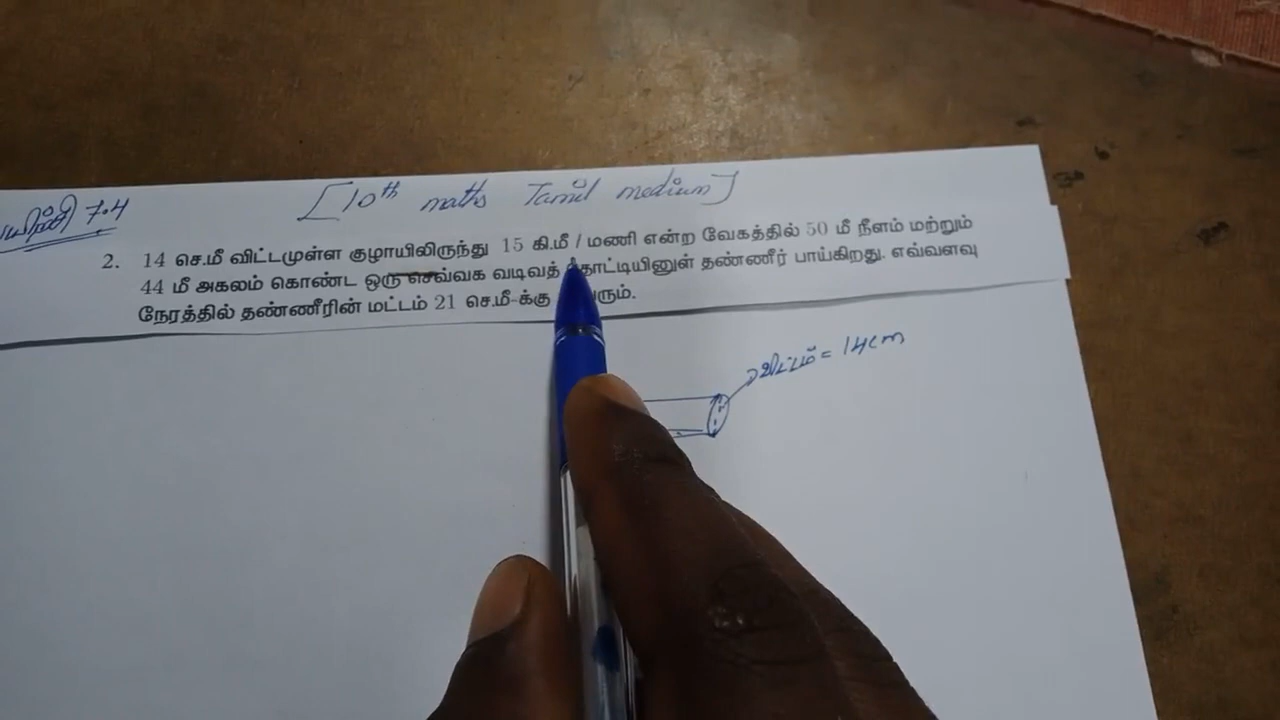 [10th maths Tamil medium]
7.4
2. 14 செ.மீ விட்டமுள்ள குழாயிலிருந்து 15 கி.மீ / மணி என்ற வேகத்தில் 50 மீ நீளம் மற்றும்
44 மீ அகலம் கொண்ட ஒரு செவ்வக வடிவத் தொட்டியினுள் தண்ணீர் பாய்கிறது. எவ்வளவு
நேரத்தில் தண்ணீரின் மட்டம் 21 செ.மீ-க்கு
விட்டம் = 14cm